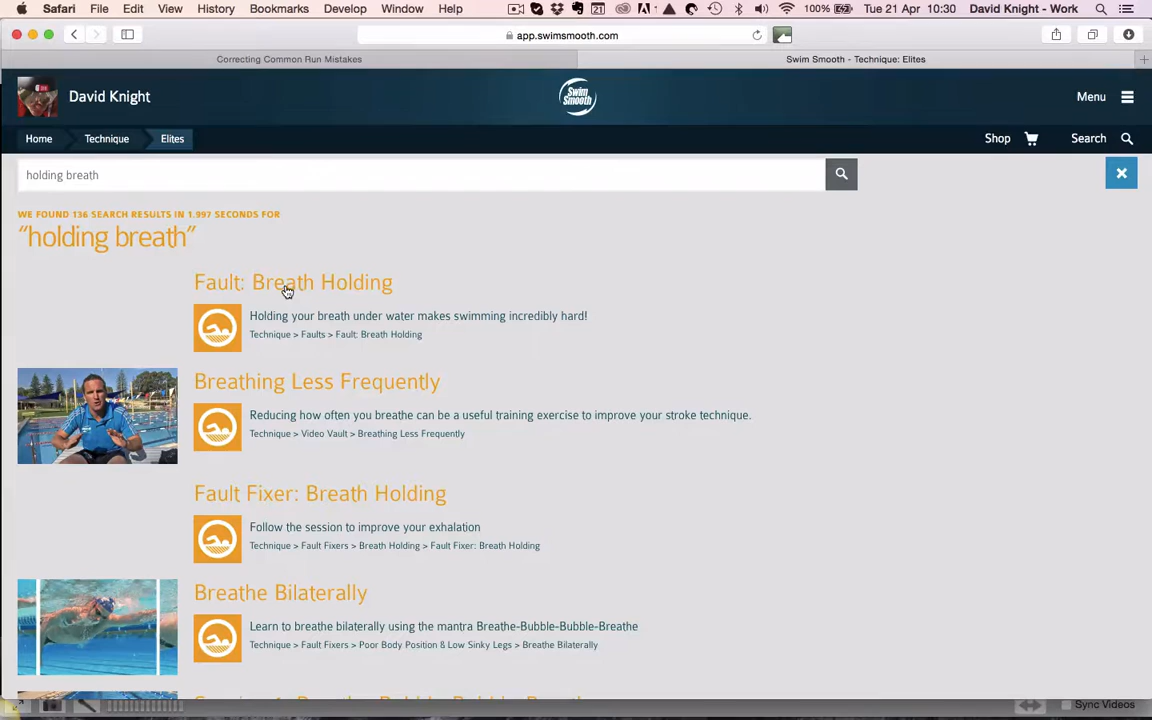 Safari File Edit View History Bookmarks Develop Window Help 21 100% Tue 21 Apr 10:30 David Knight - Work
app.swimsmooth.com
Correcting Common Run Mistakes Swim Smooth - Technique: Elites
David Knight Swim Smooth Menu
Home Technique Elites Shop Search
holding breath
WE FOUND 136 SEARCH RESULTS IN 1.997 SECONDS FOR
“holding breath”
Fault: Breath Holding
Holding your breath under water makes swimming incredibly hard!
Technique > Faults > Fault: Breath Holding
Breathing Less Frequently
Reducing how often you breathe can be a useful training exercise to improve your stroke technique.
Technique > Video Vault > Breathing Less Frequently
Fault Fixer: Breath Holding
Follow the session to improve your exhalation
Technique > Fault Fixers > Breath Holding > Fault Fixer: Breath Holding
Breathe Bilaterally
Learn to breathe bilaterally using the mantra Breathe-Bubble-Bubble-Breathe
Technique > Fault Fixers > Poor Body Position & Low Sinky Legs > Breathe Bilaterally
Sync Videos